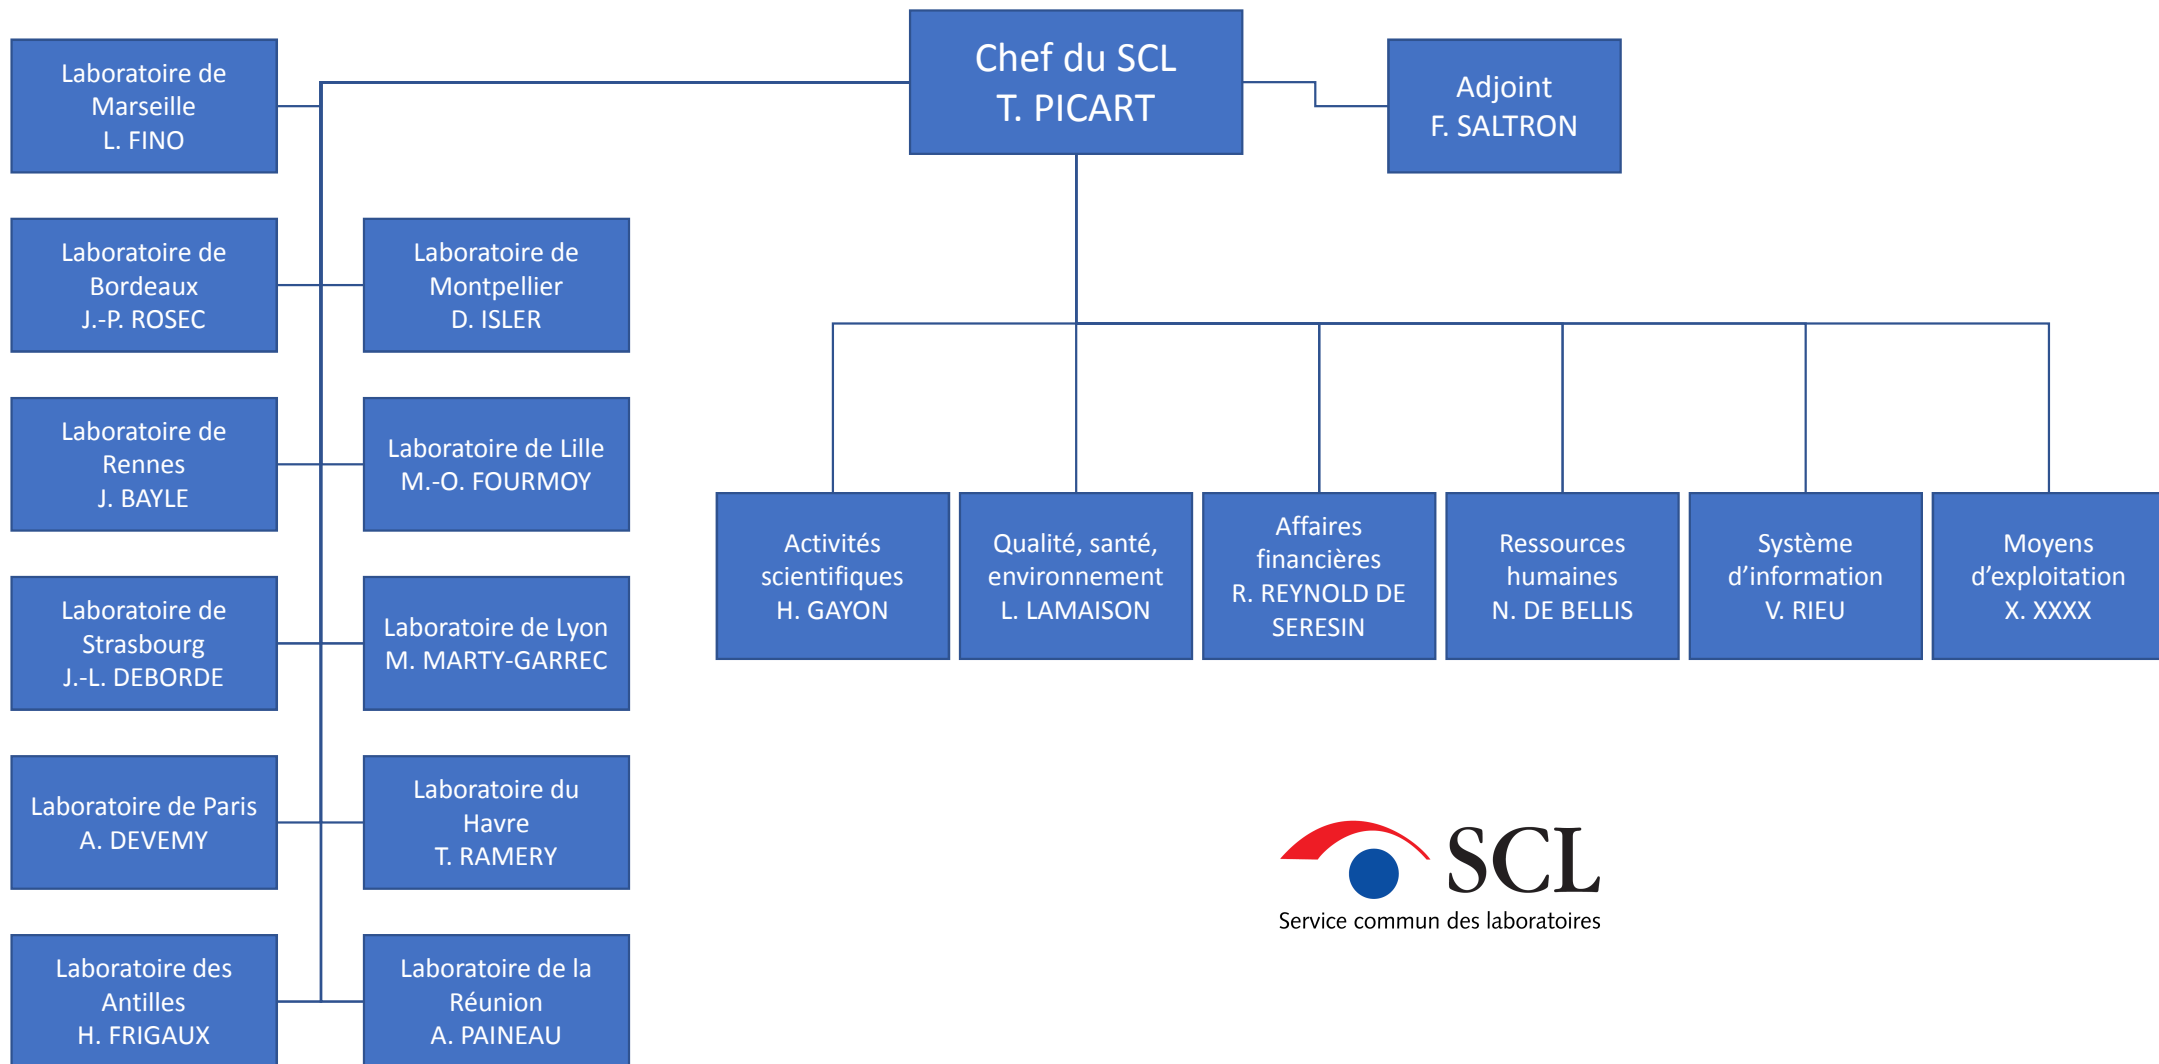 Chef du SCL
T. PICART
Adjoint
F. SALTRON
Laboratoire de
Marseille
L. FINO
Laboratoire de
Bordeaux
J.-P. ROSEC
Laboratoire de
Montpellier
D. ISLER
Laboratoire de
Rennes
J. BAYLE
Laboratoire de Lille
M.-O. FOURMOY
Laboratoire de
Strasbourg
J.-L. DEBORDE
Laboratoire de Lyon
M. MARTY-GARREC
Laboratoire de Paris
A. DEVEMY
Laboratoire du
Havre
T. RAMERY
Laboratoire des
Antilles
H. FRIGAUX
Laboratoire de la
Réunion
A. PAINEAU
Activités
scientifiques
H. GAYON
Qualité, santé,
environnement
L. LAMAISON
Affaires
financières
R. REYNOLD DE
SERESIN
Ressources
humaines
N. DE BELLIS
Système
d’information
V. RIEU
Moyens
d’exploitation
X. XXXX
SCL
Service commun des laboratoires